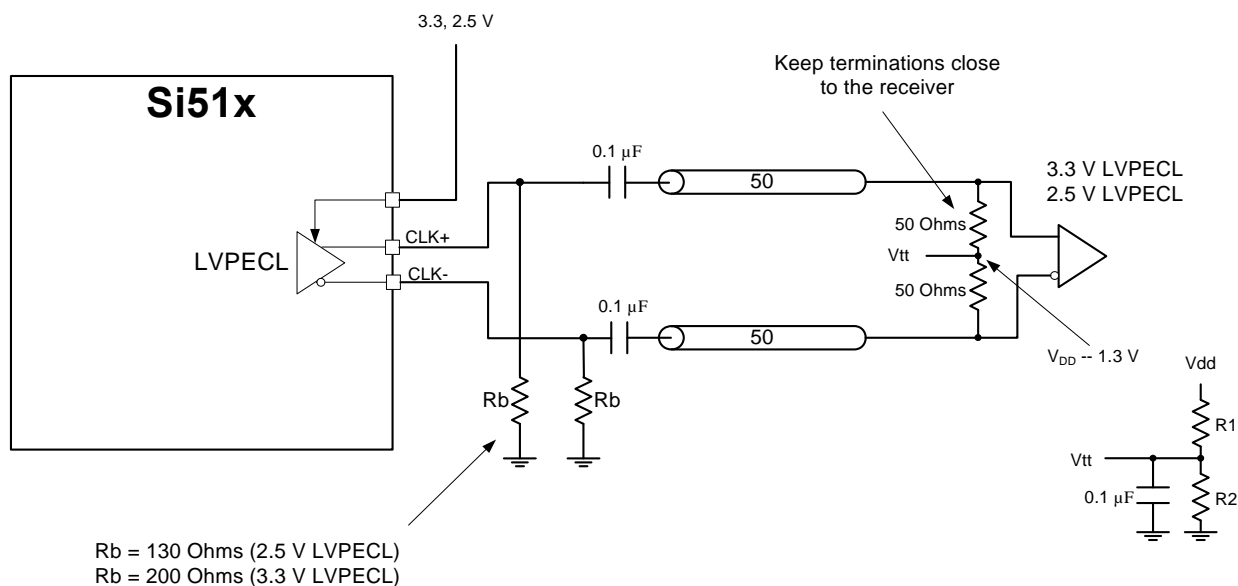 3.3, 2.5 V
Si51x
Keep terminations close
to the receiver
0.1 µF
50
3.3 V LVPECL
2.5 V LVPECL
50 Ohms
CLK+
LVPECL
Vtt
CLK-
50 Ohms
0.1 µF
50
V_DD -- 1.3 V
Vdd
Rb
Rb
R1
Vtt
0.1 µF
R2
Rb = 130 Ohms (2.5 V LVPECL)
Rb = 200 Ohms (3.3 V LVPECL)